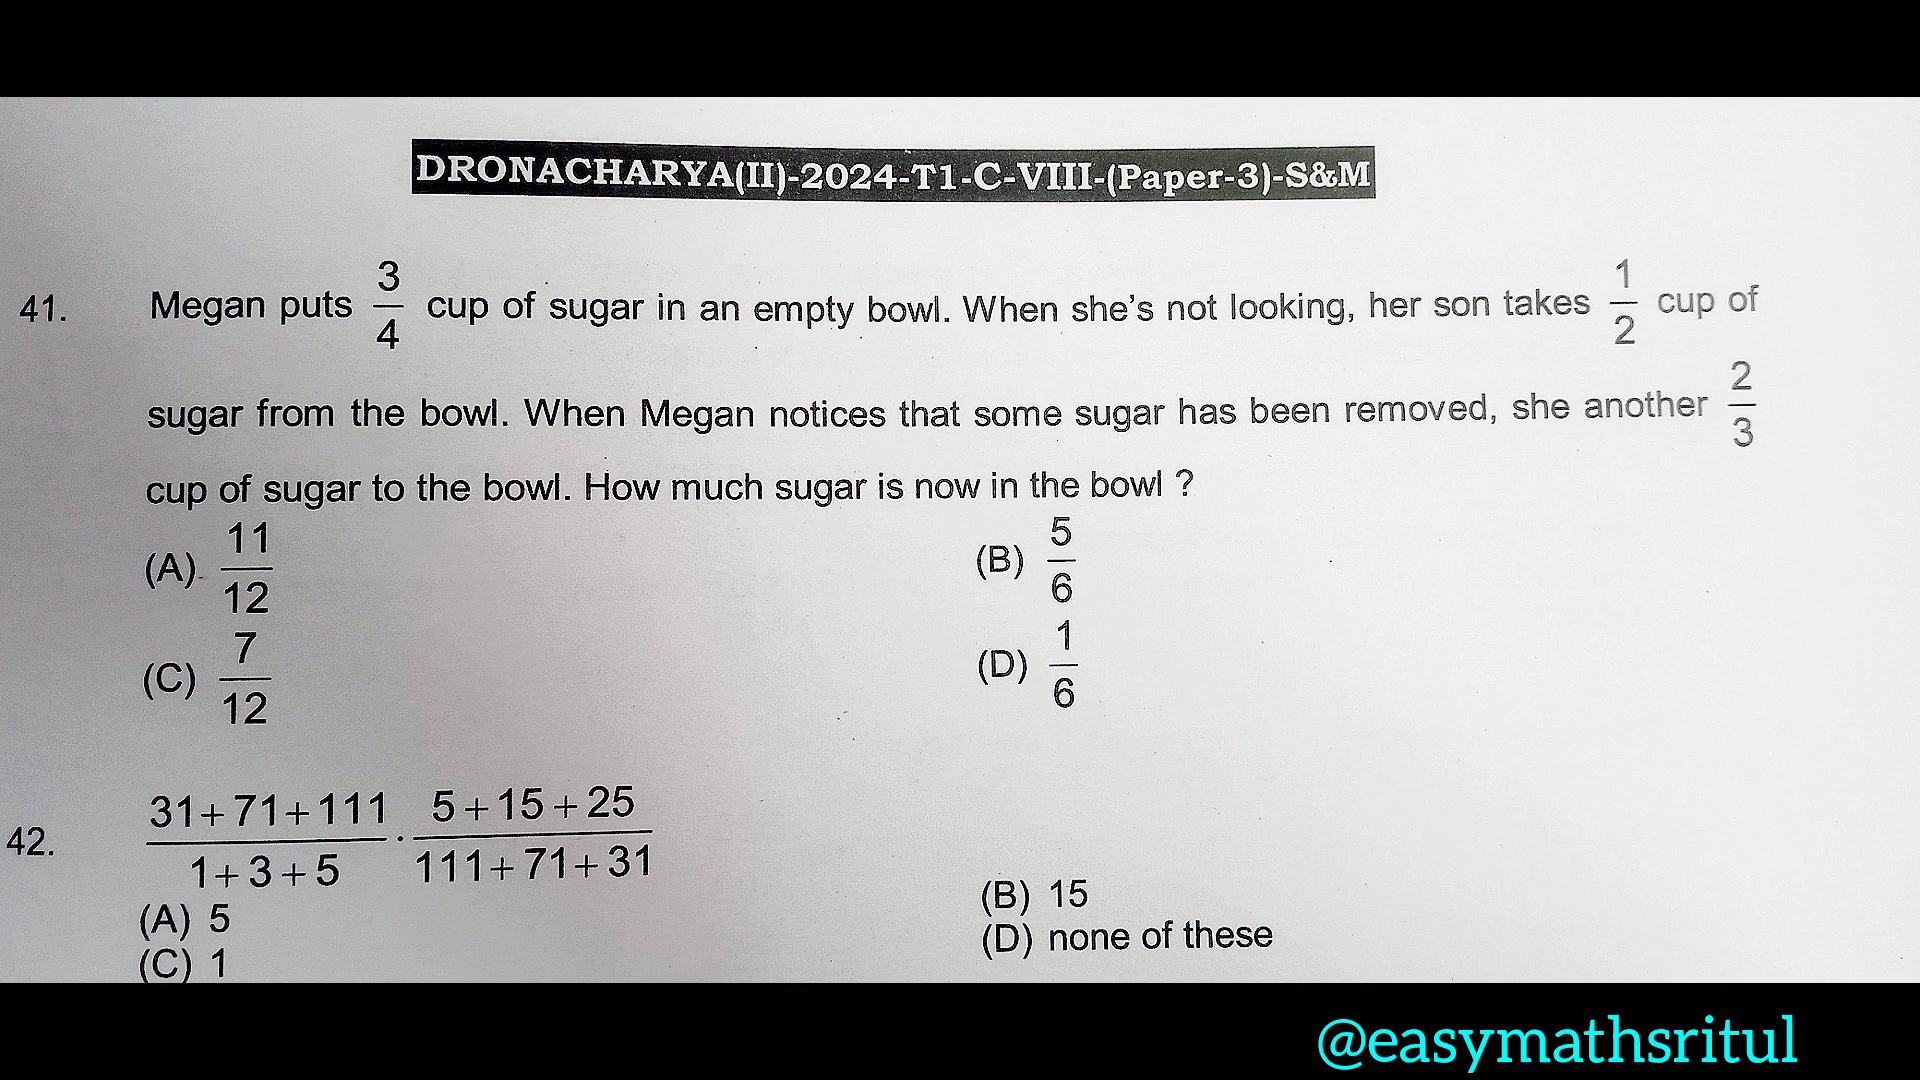 DRONACHARYA(II)-2024-T1-C-VIII-(Paper-3)-S&M
41. Megan puts 3/4 cup of sugar in an empty bowl. When she's not looking, her son takes 1/2 cup of
sugar from the bowl. When Megan notices that some sugar has been removed, she another 2/3
cup of sugar to the bowl. How much sugar is now in the bowl ?
(A) 11/12 (B) 5/6
(C) 7/12 (D) 1/6
42. (31+71+111)/(1+3+5) · (5+15+25)/(111+71+31)
(A) 5 (B) 15
(C) 1 (D) none of these
@easymathsritul